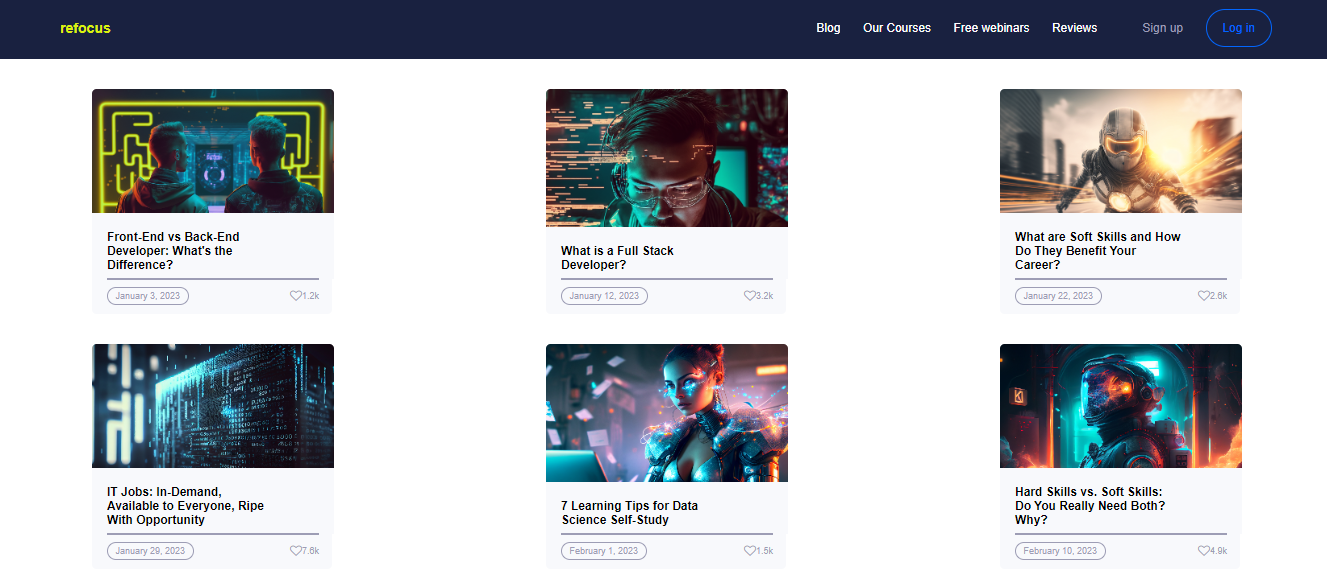 refocus
Blog
Our Courses
Free webinars
Reviews
Sign up
Log in
Front-End vs Back-End
Developer: What's the
Difference?
January 3, 2023
1.2k
What is a Full Stack
Developer?
January 12, 2023
3.2k
What are Soft Skills and How
Do They Benefit Your
Career?
January 22, 2023
2.6k
IT Jobs: In-Demand,
Available to Everyone, Ripe
With Opportunity
January 29, 2023
7.6k
7 Learning Tips for Data
Science Self-Study
February 1, 2023
1.5k
Hard Skills vs. Soft Skills:
Do You Really Need Both?
Why?
February 10, 2023
4.9k